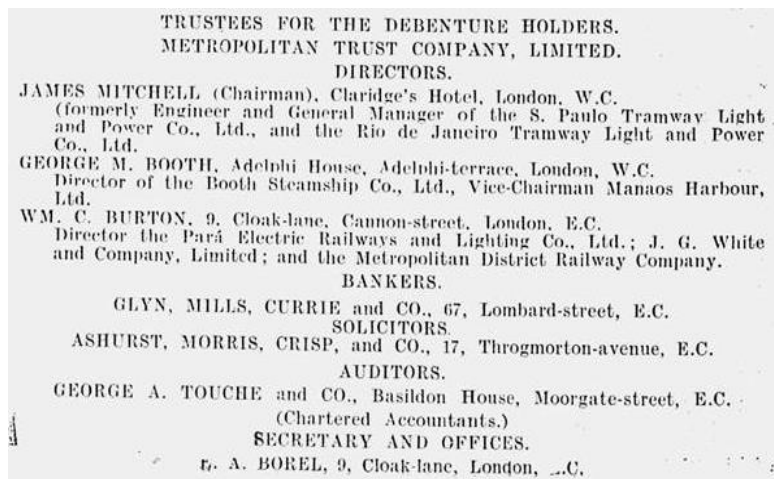 TRUSTEES FOR THE DEBENTURE HOLDERS.
METROPOLITAN TRUST COMPANY, LIMITED.
DIRECTORS.
JAMES MITCHELL (Chairman), Claridge's Hotel, London, W.C.
(formerly Engineer and General Manager of the S. Paulo Tramway Light
and Power Co., Ltd., and the Rio de Janeiro Tramway Light and Power
Co., Ltd.
GEORGE M. BOOTH, Adelphi House, Adelphi-terrace, London, W.C.
Director of the Booth Steamship Co., Ltd., Vice-Chairman Manaos Harbour,
Ltd.
WM. C. BURTON, 9, Cloak-lane, Cannon-street, London, E.C.
Director the Pará Electric Railways and Lighting Co., Ltd.; J. G. White
and Company, Limited; and the Metropolitan District Railway Company.
BANKERS.
GLYN, MILLS, CURRIE and CO., 67, Lombard-street, E.C.
SOLICITORS.
ASHURST, MORRIS, CRISP, and CO., 17, Throgmorton-avenue, E.C.
AUDITORS.
GEORGE A. TOUCHE and CO., Basildon House, Moorgate-street, E.C.
(Chartered Accountants.)
SECRETARY AND OFFICES.
A. BOREL, 9, Cloak-lane, London,